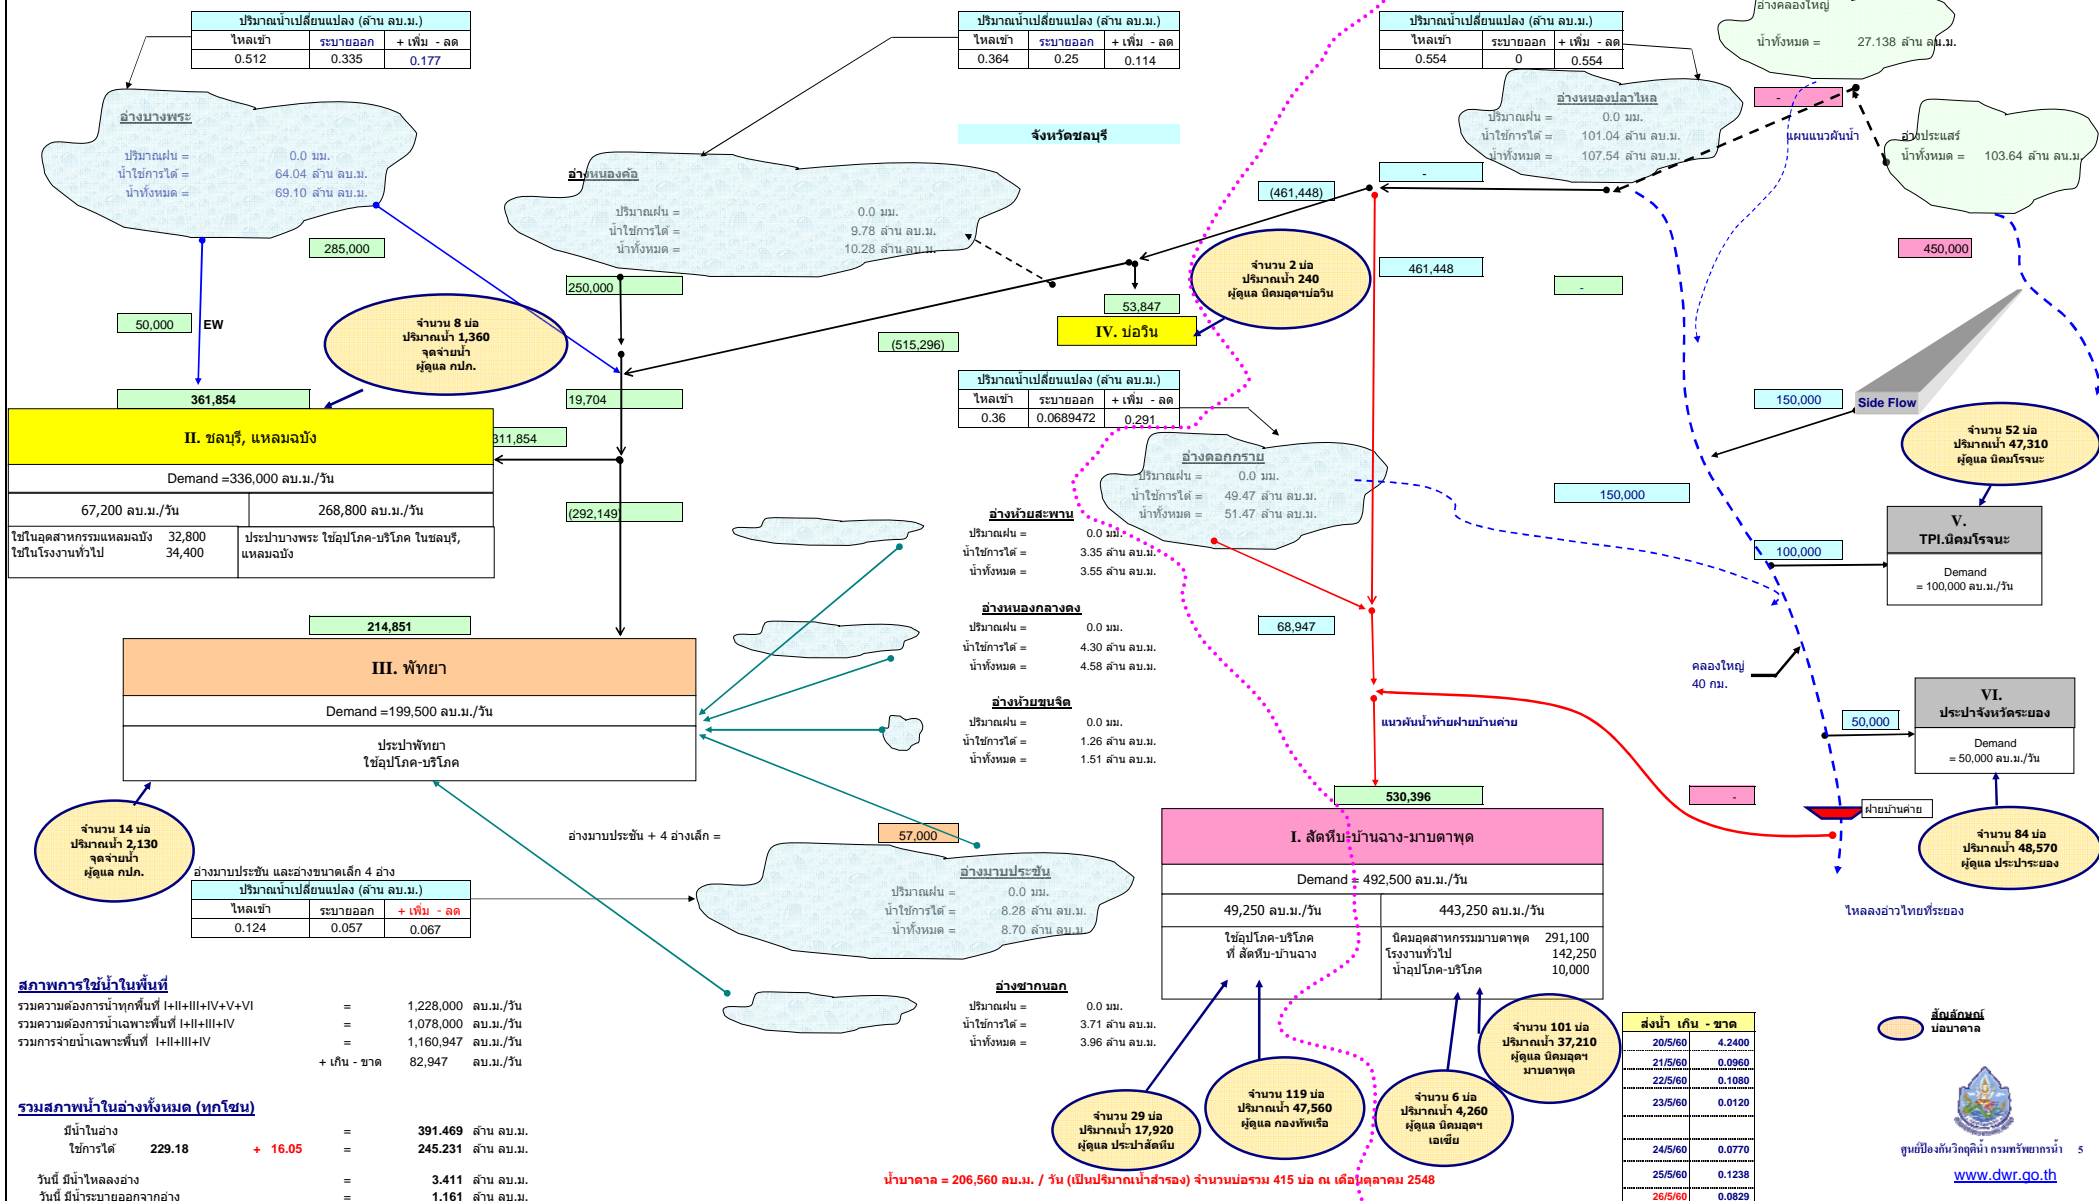 ปริมาณน้ำเปลี่ยนแปลง (ล้าน ลบ.ม.)
ไหลเข้า ระบายออก + เพิ่ม - ลด
0.512 0.335 0.177
ปริมาณน้ำเปลี่ยนแปลง (ล้าน ลบ.ม.)
ไหลเข้า ระบายออก + เพิ่ม - ลด
0.364 0.25 0.114
ปริมาณน้ำเปลี่ยนแปลง (ล้าน ลบ.ม.)
ไหลเข้า ระบายออก + เพิ่ม - ลด
0.554 0 0.554
อ่างคลองใหญ่
น้ำทั้งหมด = 27.138 ล้าน ลบ.ม.
อ่างบางพระ
ปริมาณฝน = 0.0 มม.
น้ำใช้การได้ = 64.04 ล้าน ลบ.ม.
น้ำทั้งหมด = 69.10 ล้าน ลบ.ม.
จังหวัดชลบุรี
อ่างหนองค้อ
ปริมาณฝน = 0.0 มม.
น้ำใช้การได้ = 9.78 ล้าน ลบ.ม.
น้ำทั้งหมด = 10.28 ล้าน ลบ.ม.
อ่างหนองปลาไหล
ปริมาณฝน = 0.0 มม.
น้ำใช้การได้ = 101.04 ล้าน ลบ.ม.
น้ำทั้งหมด = 107.54 ล้าน ลบ.ม.
-
แผนแนวผันน้ำ
อ่างประแสร์
น้ำทั้งหมด = 103.64 ล้าน ลบ.ม.
-
(461,448)
285,000
250,000
461,448
-
450,000
50,000 EW
จำนวน 8 บ่อ
ปริมาณน้ำ 1,360
จุดจ่ายน้ำ
ผู้ดูแล กปภ.
จำนวน 2 บ่อ
ปริมาณน้ำ 240
ผู้ดูแล นิคมอุตฯบ่อวิน
53,847
IV. บ่อวิน
(515,296)
361,854
19,704
311,854
(292,149)
II. ชลบุรี, แหลมฉบัง
Demand =336,000 ลบ.ม./วัน
67,200 ลบ.ม./วัน 268,800 ลบ.ม./วัน
ใช้ในอุตสาหกรรมแหลมฉบัง 32,800
ใช้ในโรงงานทั่วไป 34,400
ประปาบางพระ ใช้อุปโภค-บริโภค ในชลบุรี,
แหลมฉบัง
ปริมาณน้ำเปลี่ยนแปลง (ล้าน ลบ.ม.)
ไหลเข้า ระบายออก + เพิ่ม - ลด
0.36 0.0689472 0.291
อ่างดอกกราย
ปริมาณฝน = 0.0 มม.
น้ำใช้การได้ = 49.47 ล้าน ลบ.ม.
น้ำทั้งหมด = 51.47 ล้าน ลบ.ม.
150,000
Side Flow
จำนวน 52 บ่อ
ปริมาณน้ำ 47,310
ผู้ดูแล นิคมโรจนะ
150,000
100,000
V.
TPI.นิคมโรจนะ
Demand
= 100,000 ลบ.ม./วัน
อ่างห้วยสะพาน
ปริมาณฝน = 0.0 มม.
น้ำใช้การได้ = 3.35 ล้าน ลบ.ม.
น้ำทั้งหมด = 3.55 ล้าน ลบ.ม.
อ่างหนองกลางดง
ปริมาณฝน = 0.0 มม.
น้ำใช้การได้ = 4.30 ล้าน ลบ.ม.
น้ำทั้งหมด = 4.58 ล้าน ลบ.ม.
อ่างห้วยขุนจิต
ปริมาณฝน = 0.0 มม.
น้ำใช้การได้ = 1.26 ล้าน ลบ.ม.
น้ำทั้งหมด = 1.51 ล้าน ลบ.ม.
214,851
III. พัทยา
Demand =199,500 ลบ.ม./วัน
ประปาพัทยา
ใช้อุปโภค-บริโภค
68,947
แนวผันน้ำท้ายฝายบ้านค่าย
คลองใหญ่
40 กม.
50,000
VI.
ประปาจังหวัดระยอง
Demand
= 50,000 ลบ.ม./วัน
-
ฝายบ้านค่าย
จำนวน 84 บ่อ
ปริมาณน้ำ 48,570
ผู้ดูแล ประปาระยอง
ไหลลงอ่าวไทยที่ระยอง
จำนวน 14 บ่อ
ปริมาณน้ำ 2,130
จุดจ่ายน้ำ
ผู้ดูแล กปภ.
อ่างมาบประชัน + 4 อ่างเล็ก = 57,000
อ่างมาบประชัน และอ่างขนาดเล็ก 4 อ่าง
ปริมาณน้ำเปลี่ยนแปลง (ล้าน ลบ.ม.)
ไหลเข้า ระบายออก + เพิ่ม - ลด
0.124 0.057 0.067
อ่างมาบประชัน
ปริมาณฝน = 0.0 มม.
น้ำใช้การได้ = 8.28 ล้าน ลบ.ม.
น้ำทั้งหมด = 8.70 ล้าน ลบ.ม.
อ่างซากนอก
ปริมาณฝน = 0.0 มม.
น้ำใช้การได้ = 3.71 ล้าน ลบ.ม.
น้ำทั้งหมด = 3.96 ล้าน ลบ.ม.
530,396
I. สัตหีบ-บ้านฉาง-มาบตาพุด
Demand = 492,500 ลบ.ม./วัน
49,250 ลบ.ม./วัน 443,250 ลบ.ม./วัน
ใช้อุปโภค-บริโภค
ที่ สัตหีบ-บ้านฉาง
นิคมอุตสาหกรรมมาบตาพุด 291,100
โรงงานทั่วไป 142,250
น้ำอุปโภค-บริโภค 10,000
จำนวน 29 บ่อ
ปริมาณน้ำ 17,920
ผู้ดูแล ประปาสัตหีบ
จำนวน 119 บ่อ
ปริมาณน้ำ 47,560
ผู้ดูแล กองทัพเรือ
จำนวน 6 บ่อ
ปริมาณน้ำ 4,260
ผู้ดูแล นิคมอุตฯ
เอเซีย
จำนวน 101 บ่อ
ปริมาณน้ำ 37,210
ผู้ดูแล นิคมอุตฯ
มาบตาพุด
สภาพการใช้น้ำในพื้นที่
รวมความต้องการน้ำทุกพื้นที่ I+II+III+IV+V+VI = 1,228,000 ลบ.ม./วัน
รวมความต้องการน้ำเฉพาะพื้นที่ I+II+III+IV = 1,078,000 ลบ.ม./วัน
รวมการจ่ายน้ำเฉพาะพื้นที่ I+II+III+IV = 1,160,947 ลบ.ม./วัน
+ เกิน - ขาด 82,947 ลบ.ม./วัน
รวมสภาพน้ำในอ่างทั้งหมด (ทุกโซน)
มีน้ำในอ่าง = 391.469 ล้าน ลบ.ม.
ใช้การได้ 229.18 + 16.05 = 245.231 ล้าน ลบ.ม.
วันนี้ มีน้ำไหลลงอ่าง = 3.411 ล้าน ลบ.ม.
วันนี้ มีน้ำระบายออกจากอ่าง = 1.161 ล้าน ลบ.ม.
น้ำบาดาล = 206,560 ลบ.ม. / วัน (เป็นปริมาณน้ำสำรอง) จำนวนบ่อรวม 415 บ่อ ณ เดือนตุลาคม 2548
ส่งน้ำ เกิน - ขาด
20/5/60 4.2400
21/5/60 0.0960
22/5/60 0.1080
23/5/60 0.0120
24/5/60 0.0770
25/5/60 0.1238
26/5/60 0.0829
สัญลักษณ์
บ่อบาดาล
ศูนย์ป้องกันวิกฤติน้ำ กรมทรัพยากรน้ำ 5
www.dwr.go.th